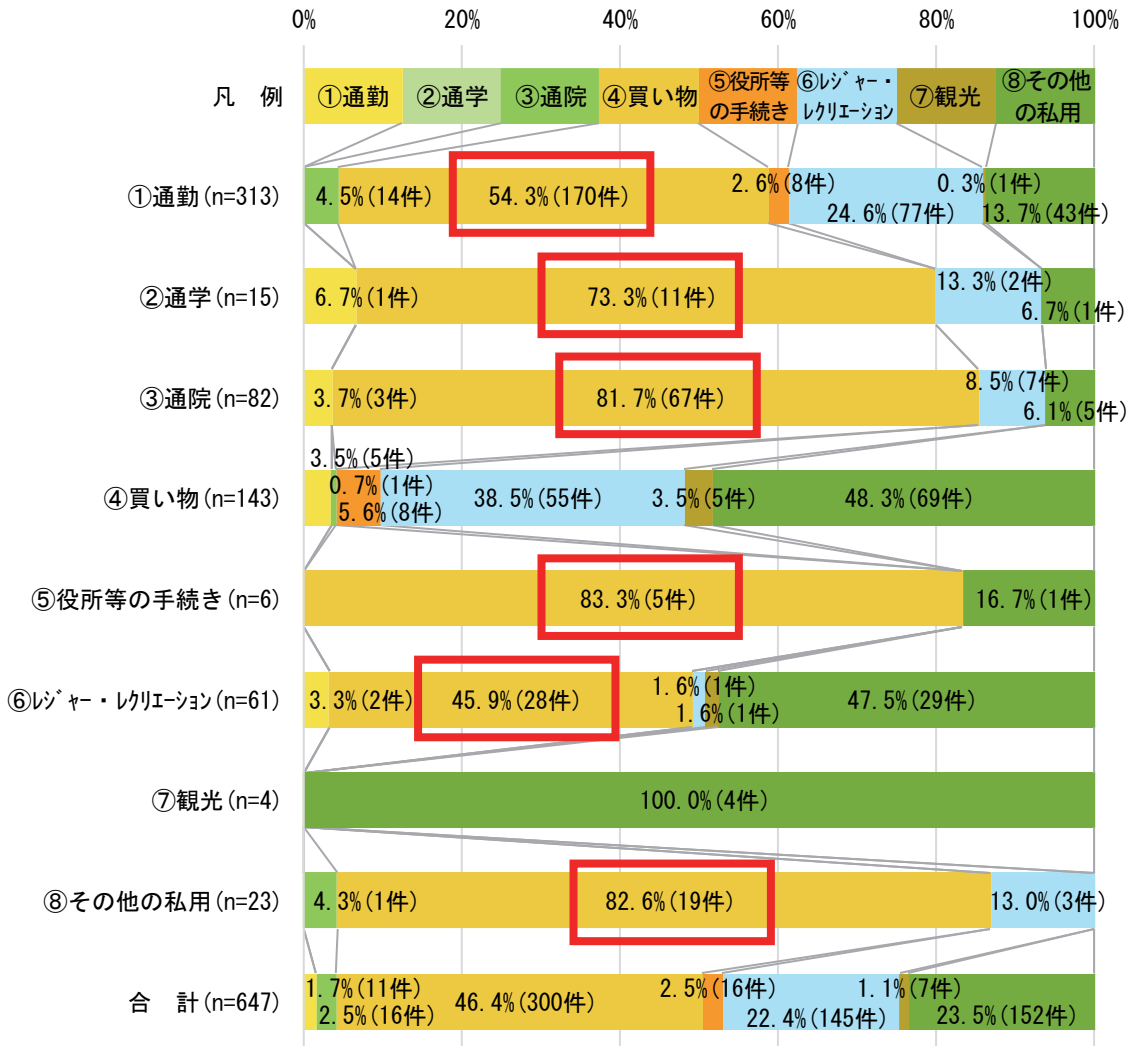 0% 20% 40% 60% 80% 100%
凡 例 ①通勤 ②通学 ③通院 ④買い物 ⑤役所等の手続き ⑥ﾚｼﾞｬｰ・ﾚｸﾘｴｰｼｮﾝ ⑦観光 ⑧その他の私用
①通勤(n=313) 4.5%(14件) 54.3%(170件) 2.6%(8件) 24.6%(77件) 0.3%(1件) 13.7%(43件)
②通学(n=15) 6.7%(1件) 73.3%(11件) 13.3%(2件) 6.7%(1件)
③通院(n=82) 3.7%(3件) 81.7%(67件) 8.5%(7件) 6.1%(5件)
④買い物(n=143) 3.5%(5件) 0.7%(1件) 5.6%(8件) 38.5%(55件) 3.5%(5件) 48.3%(69件)
⑤役所等の手続き(n=6) 83.3%(5件) 16.7%(1件)
⑥ﾚｼﾞｬｰ・ﾚｸﾘｴｰｼｮﾝ(n=61) 3.3%(2件) 45.9%(28件) 1.6%(1件) 1.6%(1件) 47.5%(29件)
⑦観光(n=4) 100.0%(4件)
⑧その他の私用(n=23) 4.3%(1件) 82.6%(19件) 13.0%(3件)
合 計(n=647) 1.7%(11件) 2.5%(16件) 46.4%(300件) 2.5%(16件) 22.4%(145件) 1.1%(7件) 23.5%(152件)